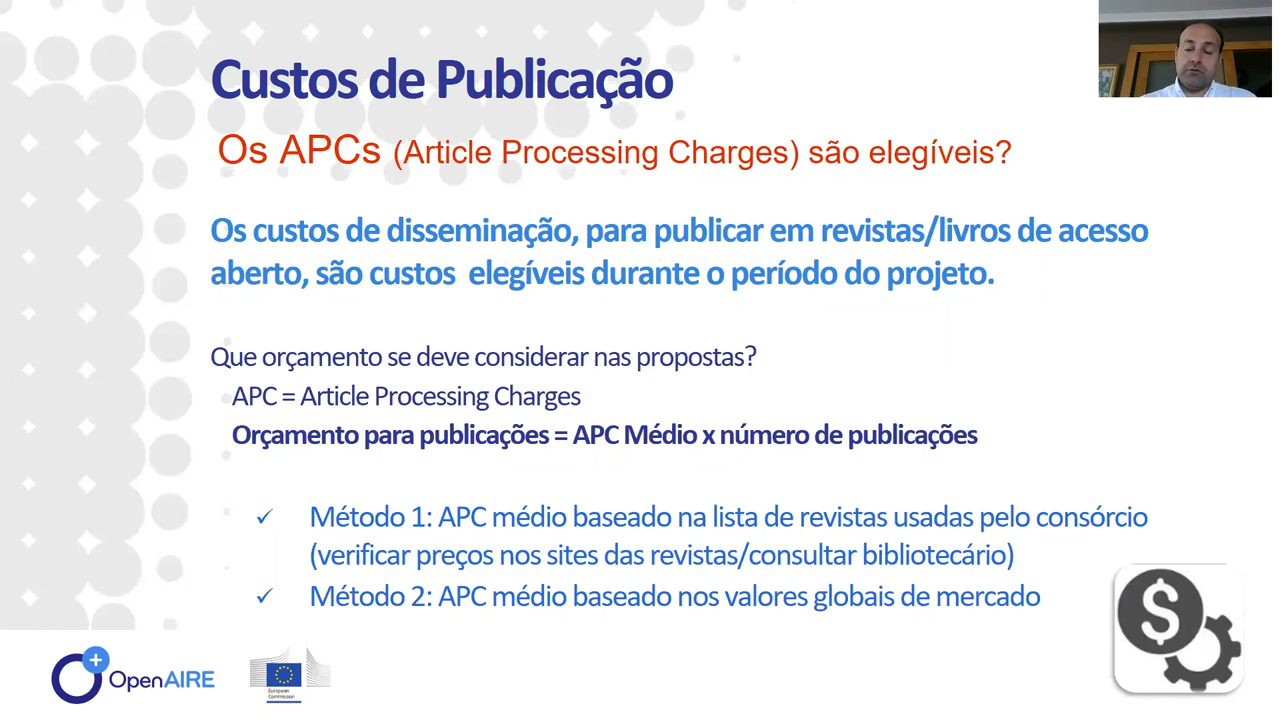 Custos de Publicação
Os APCs (Article Processing Charges) são elegíveis?
Os custos de disseminação, para publicar em revistas/livros de acesso
aberto, são custos elegíveis durante o período do projeto.
Que orçamento se deve considerar nas propostas?
APC = Article Processing Charges
Orçamento para publicações = APC Médio x número de publicações
✓ Método 1: APC médio baseado na lista de revistas usadas pelo consórcio
(verificar preços nos sites das revistas/consultar bibliotecário)
✓ Método 2: APC médio baseado nos valores globais de mercado
OpenAIRE
European
Commission